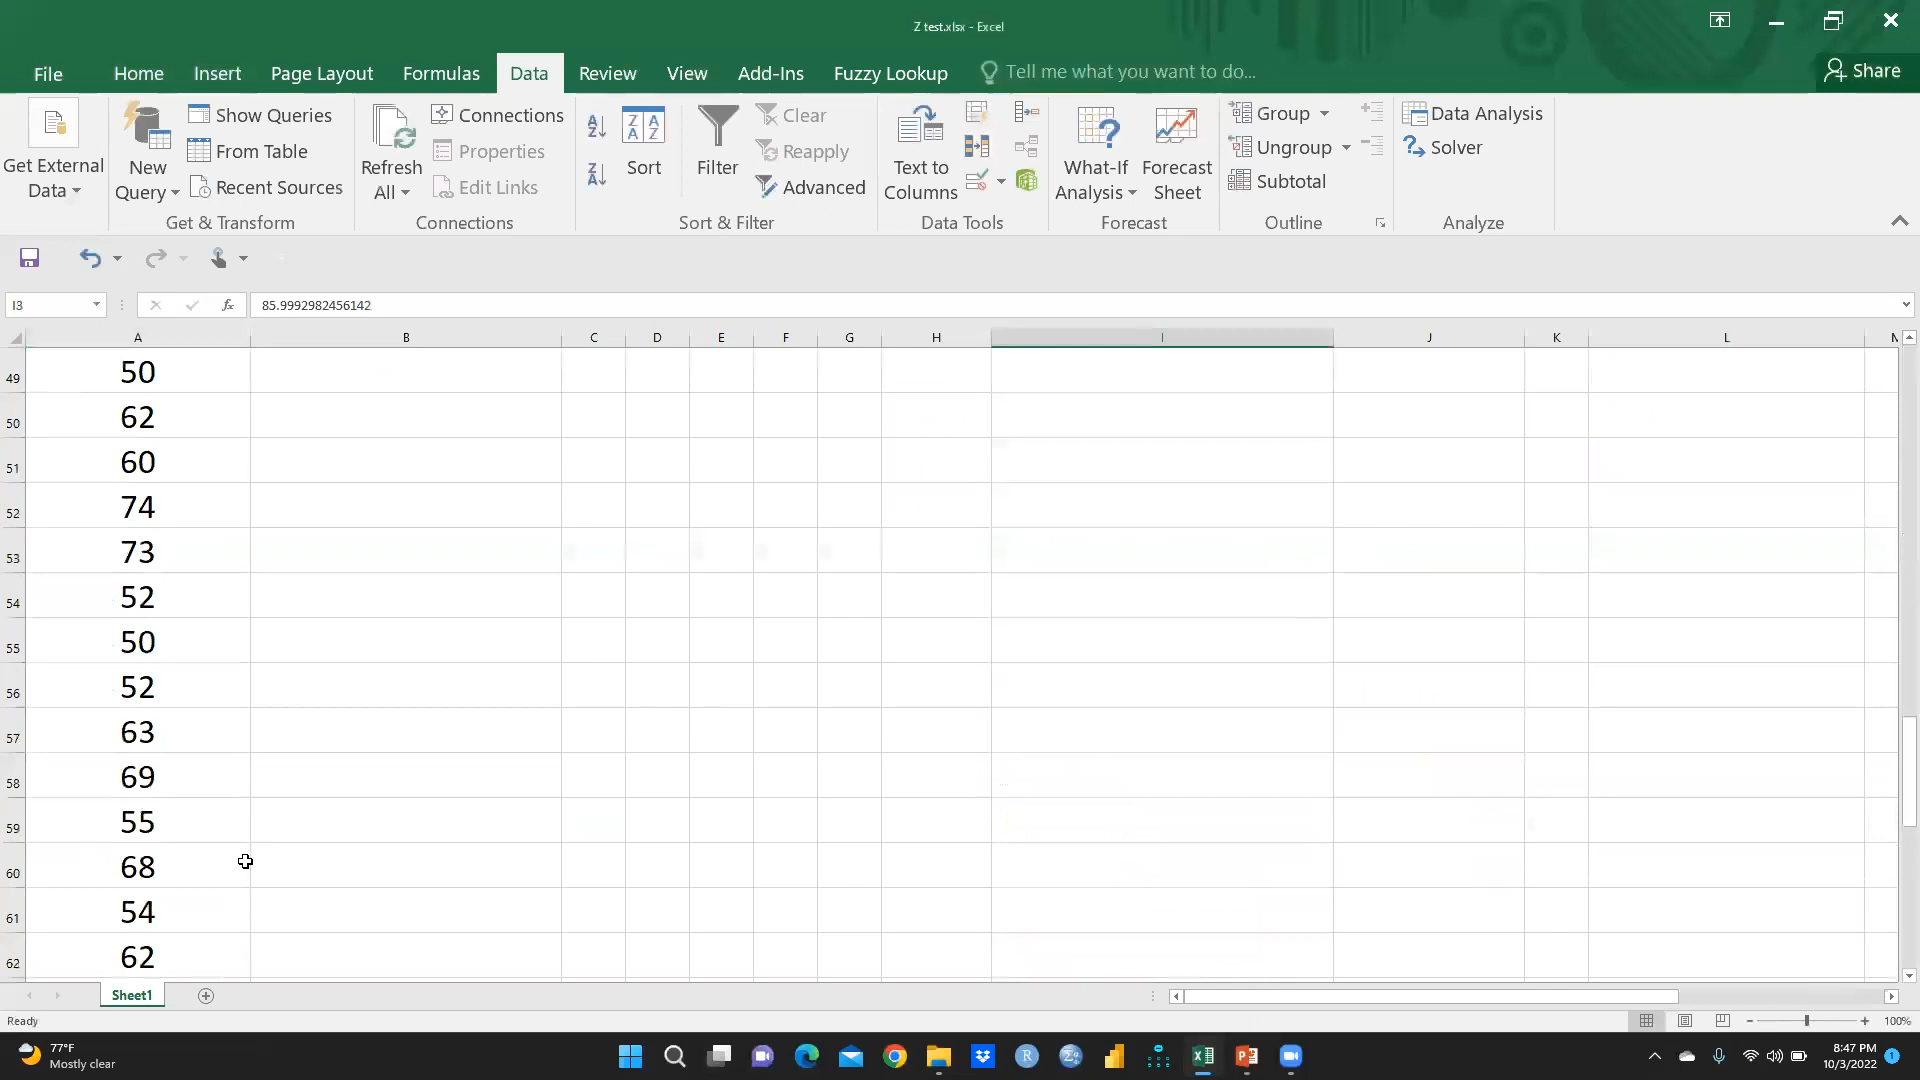 Z test.xlsx - Excel
File Home Insert Page Layout Formulas Data Review View Add-Ins Fuzzy Lookup Tell me what you want to do... Share
Get External Data
New Query
Show Queries
From Table
Recent Sources
Get & Transform
Refresh All
Connections
Properties
Edit Links
Connections
Sort
Filter
Clear
Reapply
Advanced
Sort & Filter
Text to Columns
Data Tools
What-If Analysis
Forecast Sheet
Forecast
Group
Ungroup
Subtotal
Outline
Data Analysis
Solver
Analyze
I3 fx 85.9992982456142
A B C D E F G H I J K L M
49 50
50 62
51 60
52 74
53 73
54 52
55 50
56 52
57 63
58 69
59 55
60 68
61 54
62 62
Sheet1
Ready 100%
77°F
Mostly clear
8:47 PM
10/3/2022
1